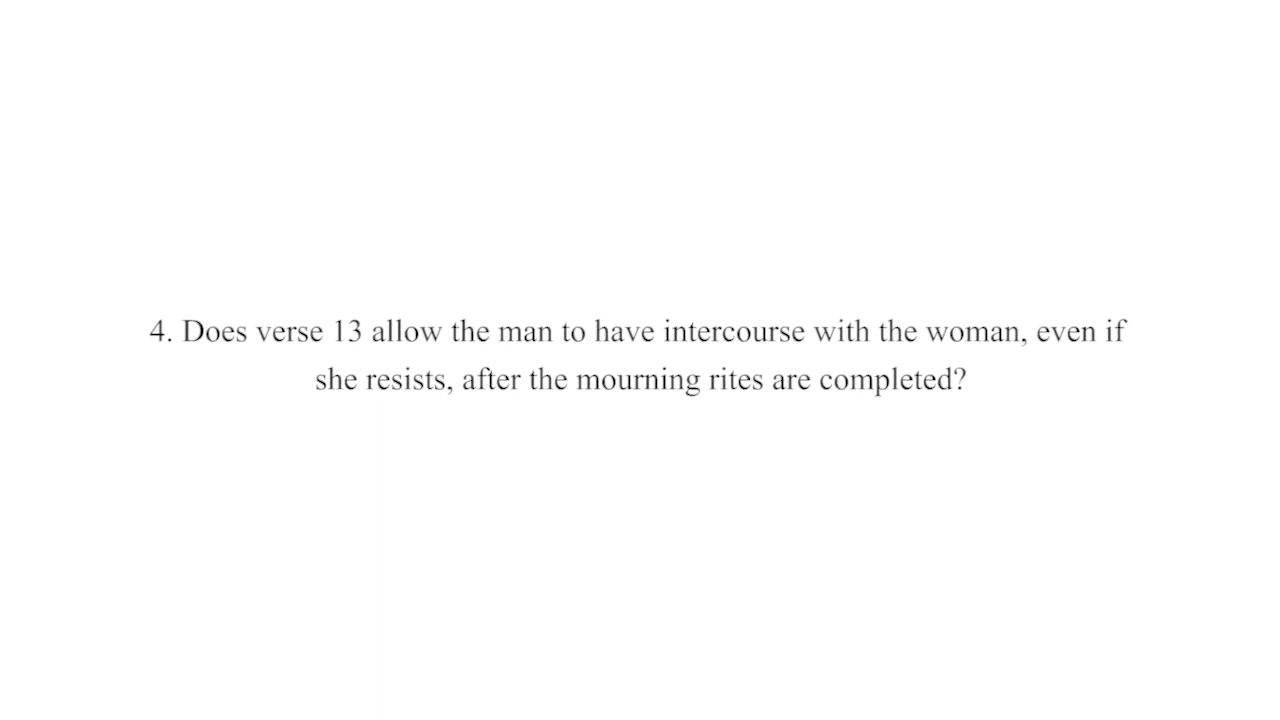 4. Does verse 13 allow the man to have intercourse with the woman, even if
she resists, after the mourning rites are completed?